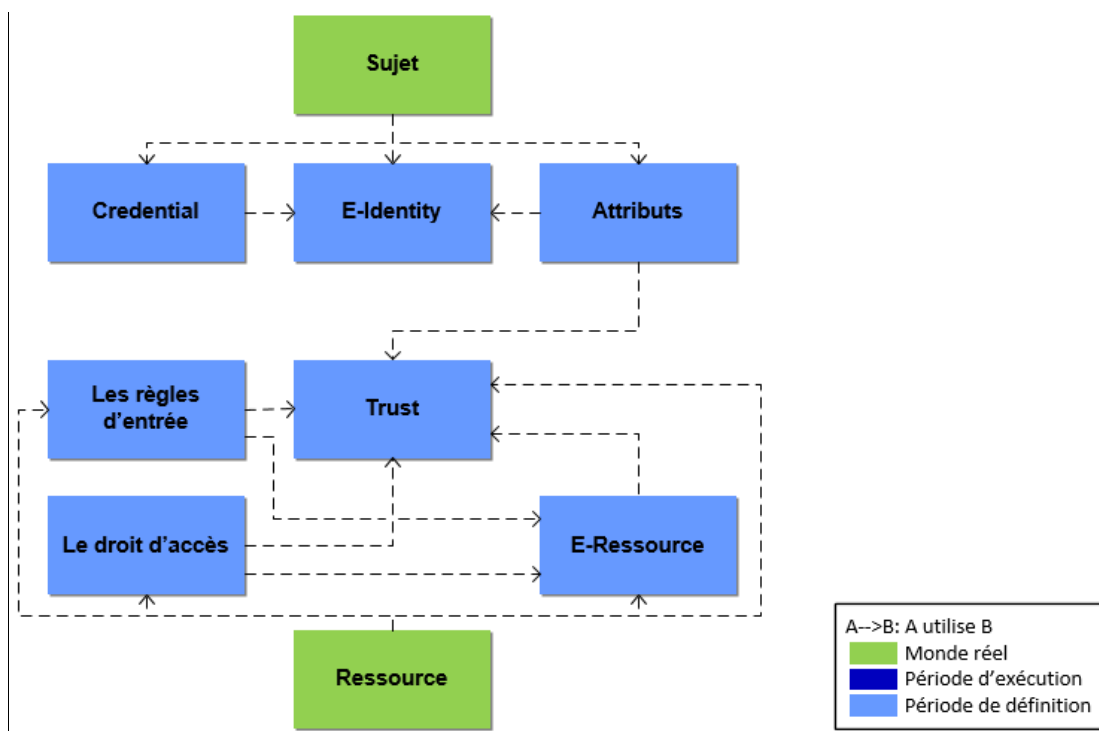 Sujet
Credential
E-Identity
Attributs
Les règles
d'entrée
Trust
Le droit d'accès
E-Ressource
Ressource
A-->B: A utilise B
Monde réel
Période d'exécution
Période de définition